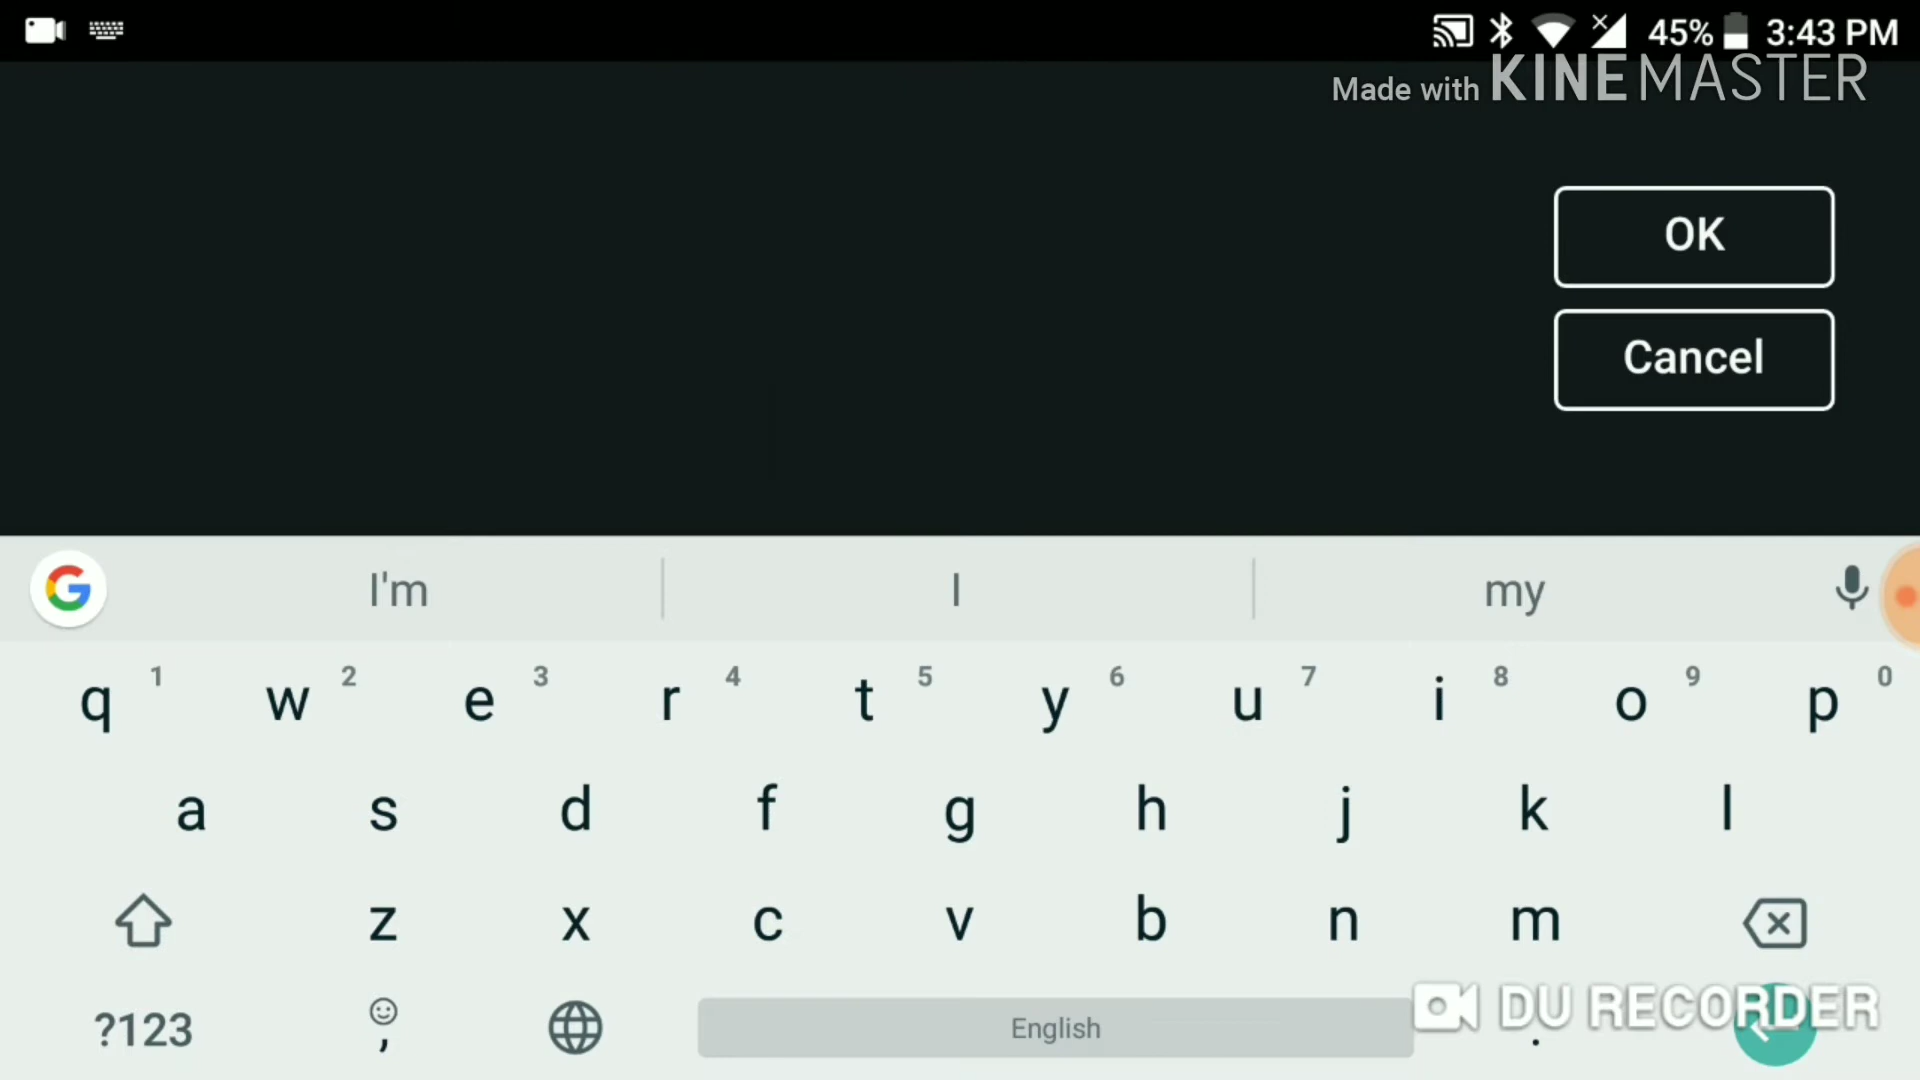 45% 3:43 PM
Made with KINEMASTER
OK
Cancel
I'm I my
q 1 w 2 e 3 r 4 t 5 y 6 u 7 i 8 o 9 p 0
a s d f g h j k l
z x c v b n m
DU RECORDER
?123 , English .